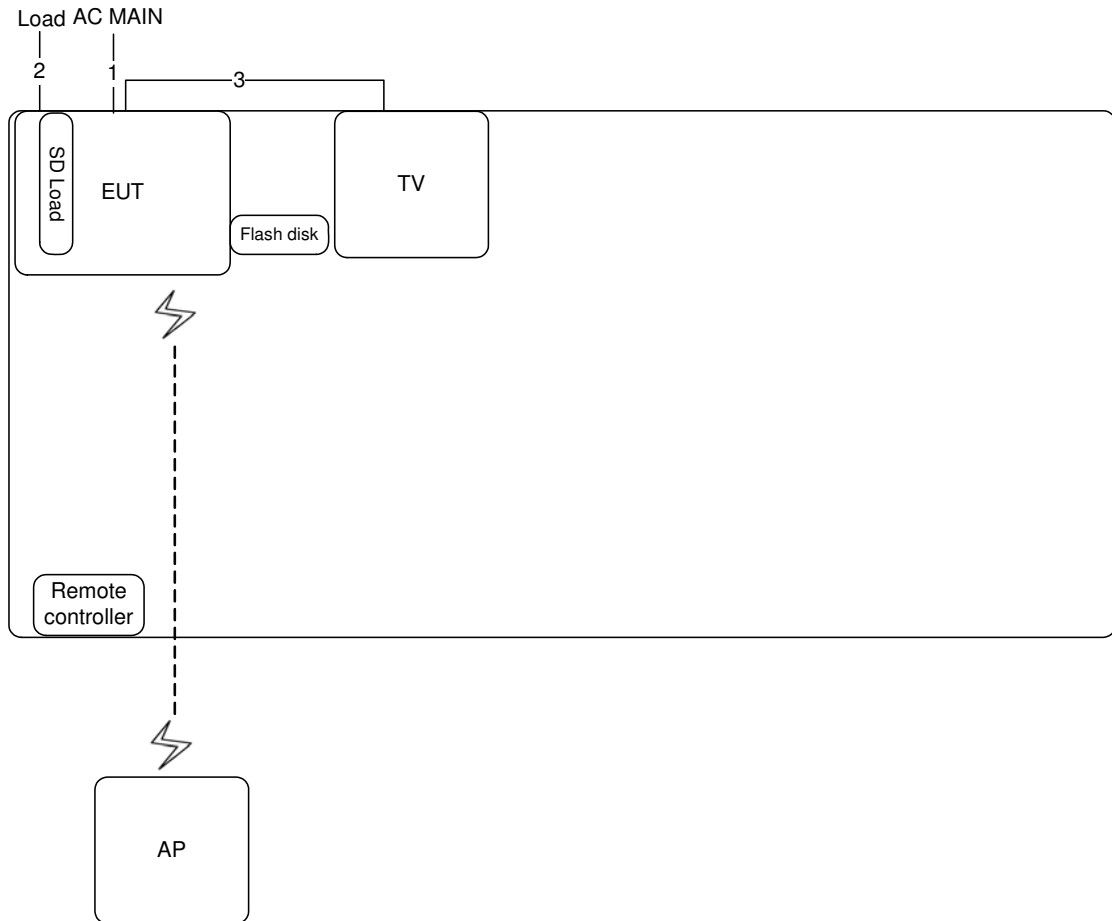 Load AC MAIN
2
1
3
SD Load
EUT
TV
Flash disk
Remote
controller
AP